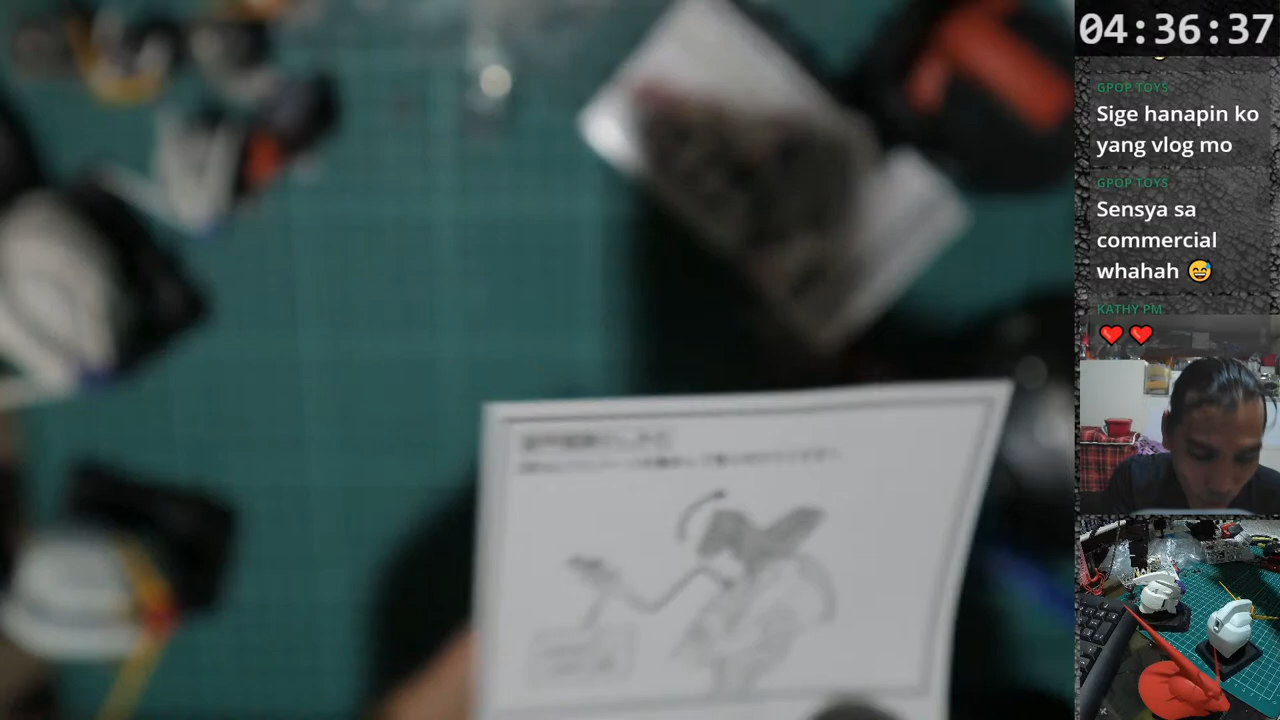 04:36:37
GPOP TOYS
Sige hanapin ko
yang vlog mo
GPOP TOYS
Sensya sa
commercial
whahah 😅
KATHY PM
❤️❤️